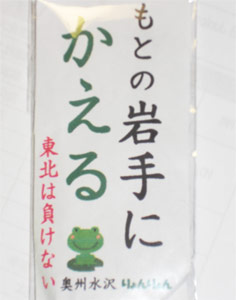 もとの岩手に
かえる
東北は負けない
奥州水沢